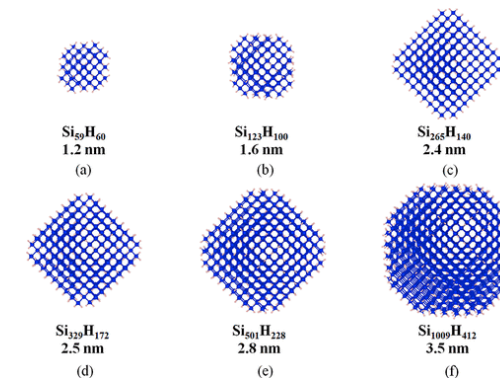 Si₅₉H₆₀ Si₁₂₃H₁₀₀ Si₂₆₅H₁₄₀
1.2 nm 1.6 nm 2.4 nm
(a) (b) (c)
Si₃₂₉H₁₇₂ Si₅₀₁H₂₂₈ Si₁₀₀₉H₄₁₂
2.5 nm 2.8 nm 3.5 nm
(d) (e) (f)